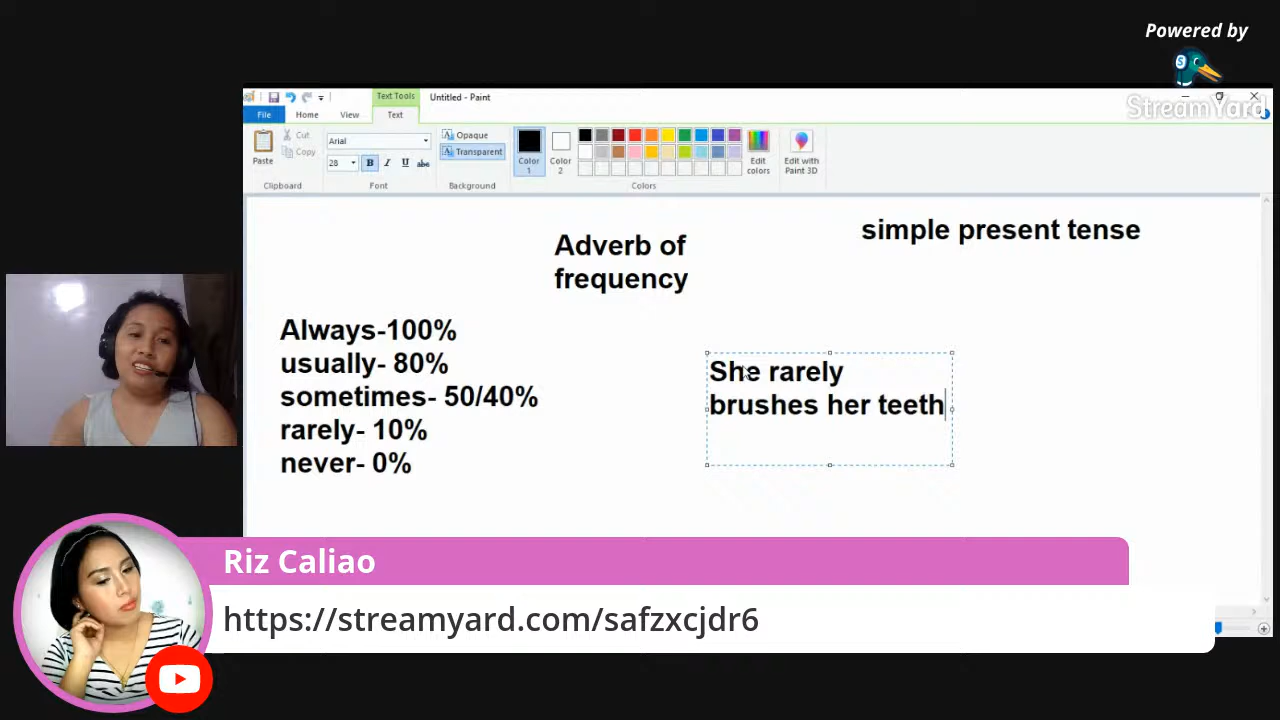 Powered by
StreamYard
Text Tools
Untitled - Paint
File
Home
View
Text
Paste
Cut
Copy
Clipboard
Arial
28
B
I
U
abc
Font
Opaque
Transparent
Background
Color 1
Color 2
Edit colors
Edit with Paint 3D
Colors
simple present tense
Adverb of
frequency
Always-100%
usually- 80%
sometimes- 50/40%
rarely- 10%
never- 0%
She rarely
brushes her teeth
Riz Caliao
https://streamyard.com/safzxcjdr6